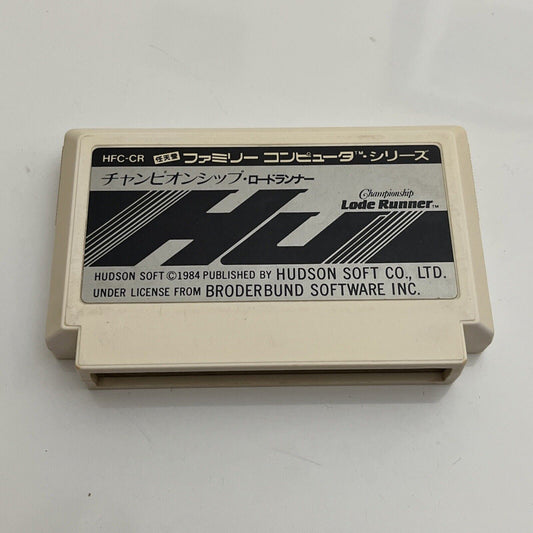 HFC-CR 任天堂 ファミリー コンピュータ™・シリーズ
チャンピオンシップ・ロードランナー
Championship
Lode Runner™
HU
HUDSON SOFT ©1984 PUBLISHED BY HUDSON SOFT CO., LTD.
UNDER LICENSE FROM BRODERBUND SOFTWARE INC.